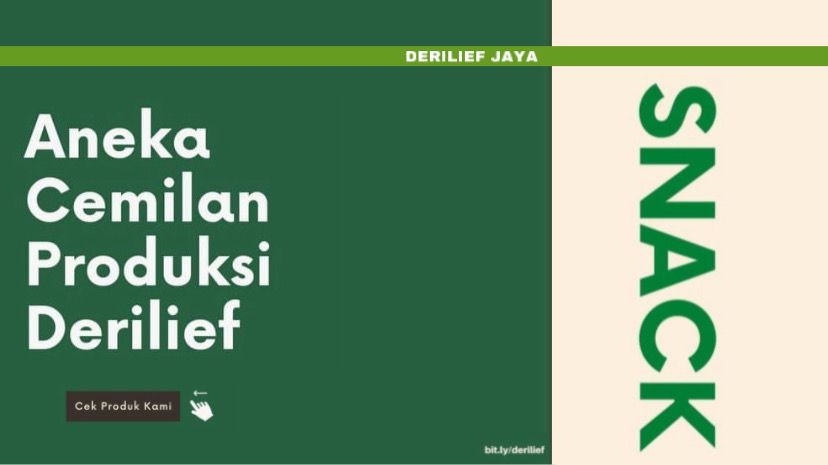 DERILIEF JAYA
Aneka
Cemilan
Produksi
Derilief
Cek Produk Kami
bit.ly/derilief
SNACK